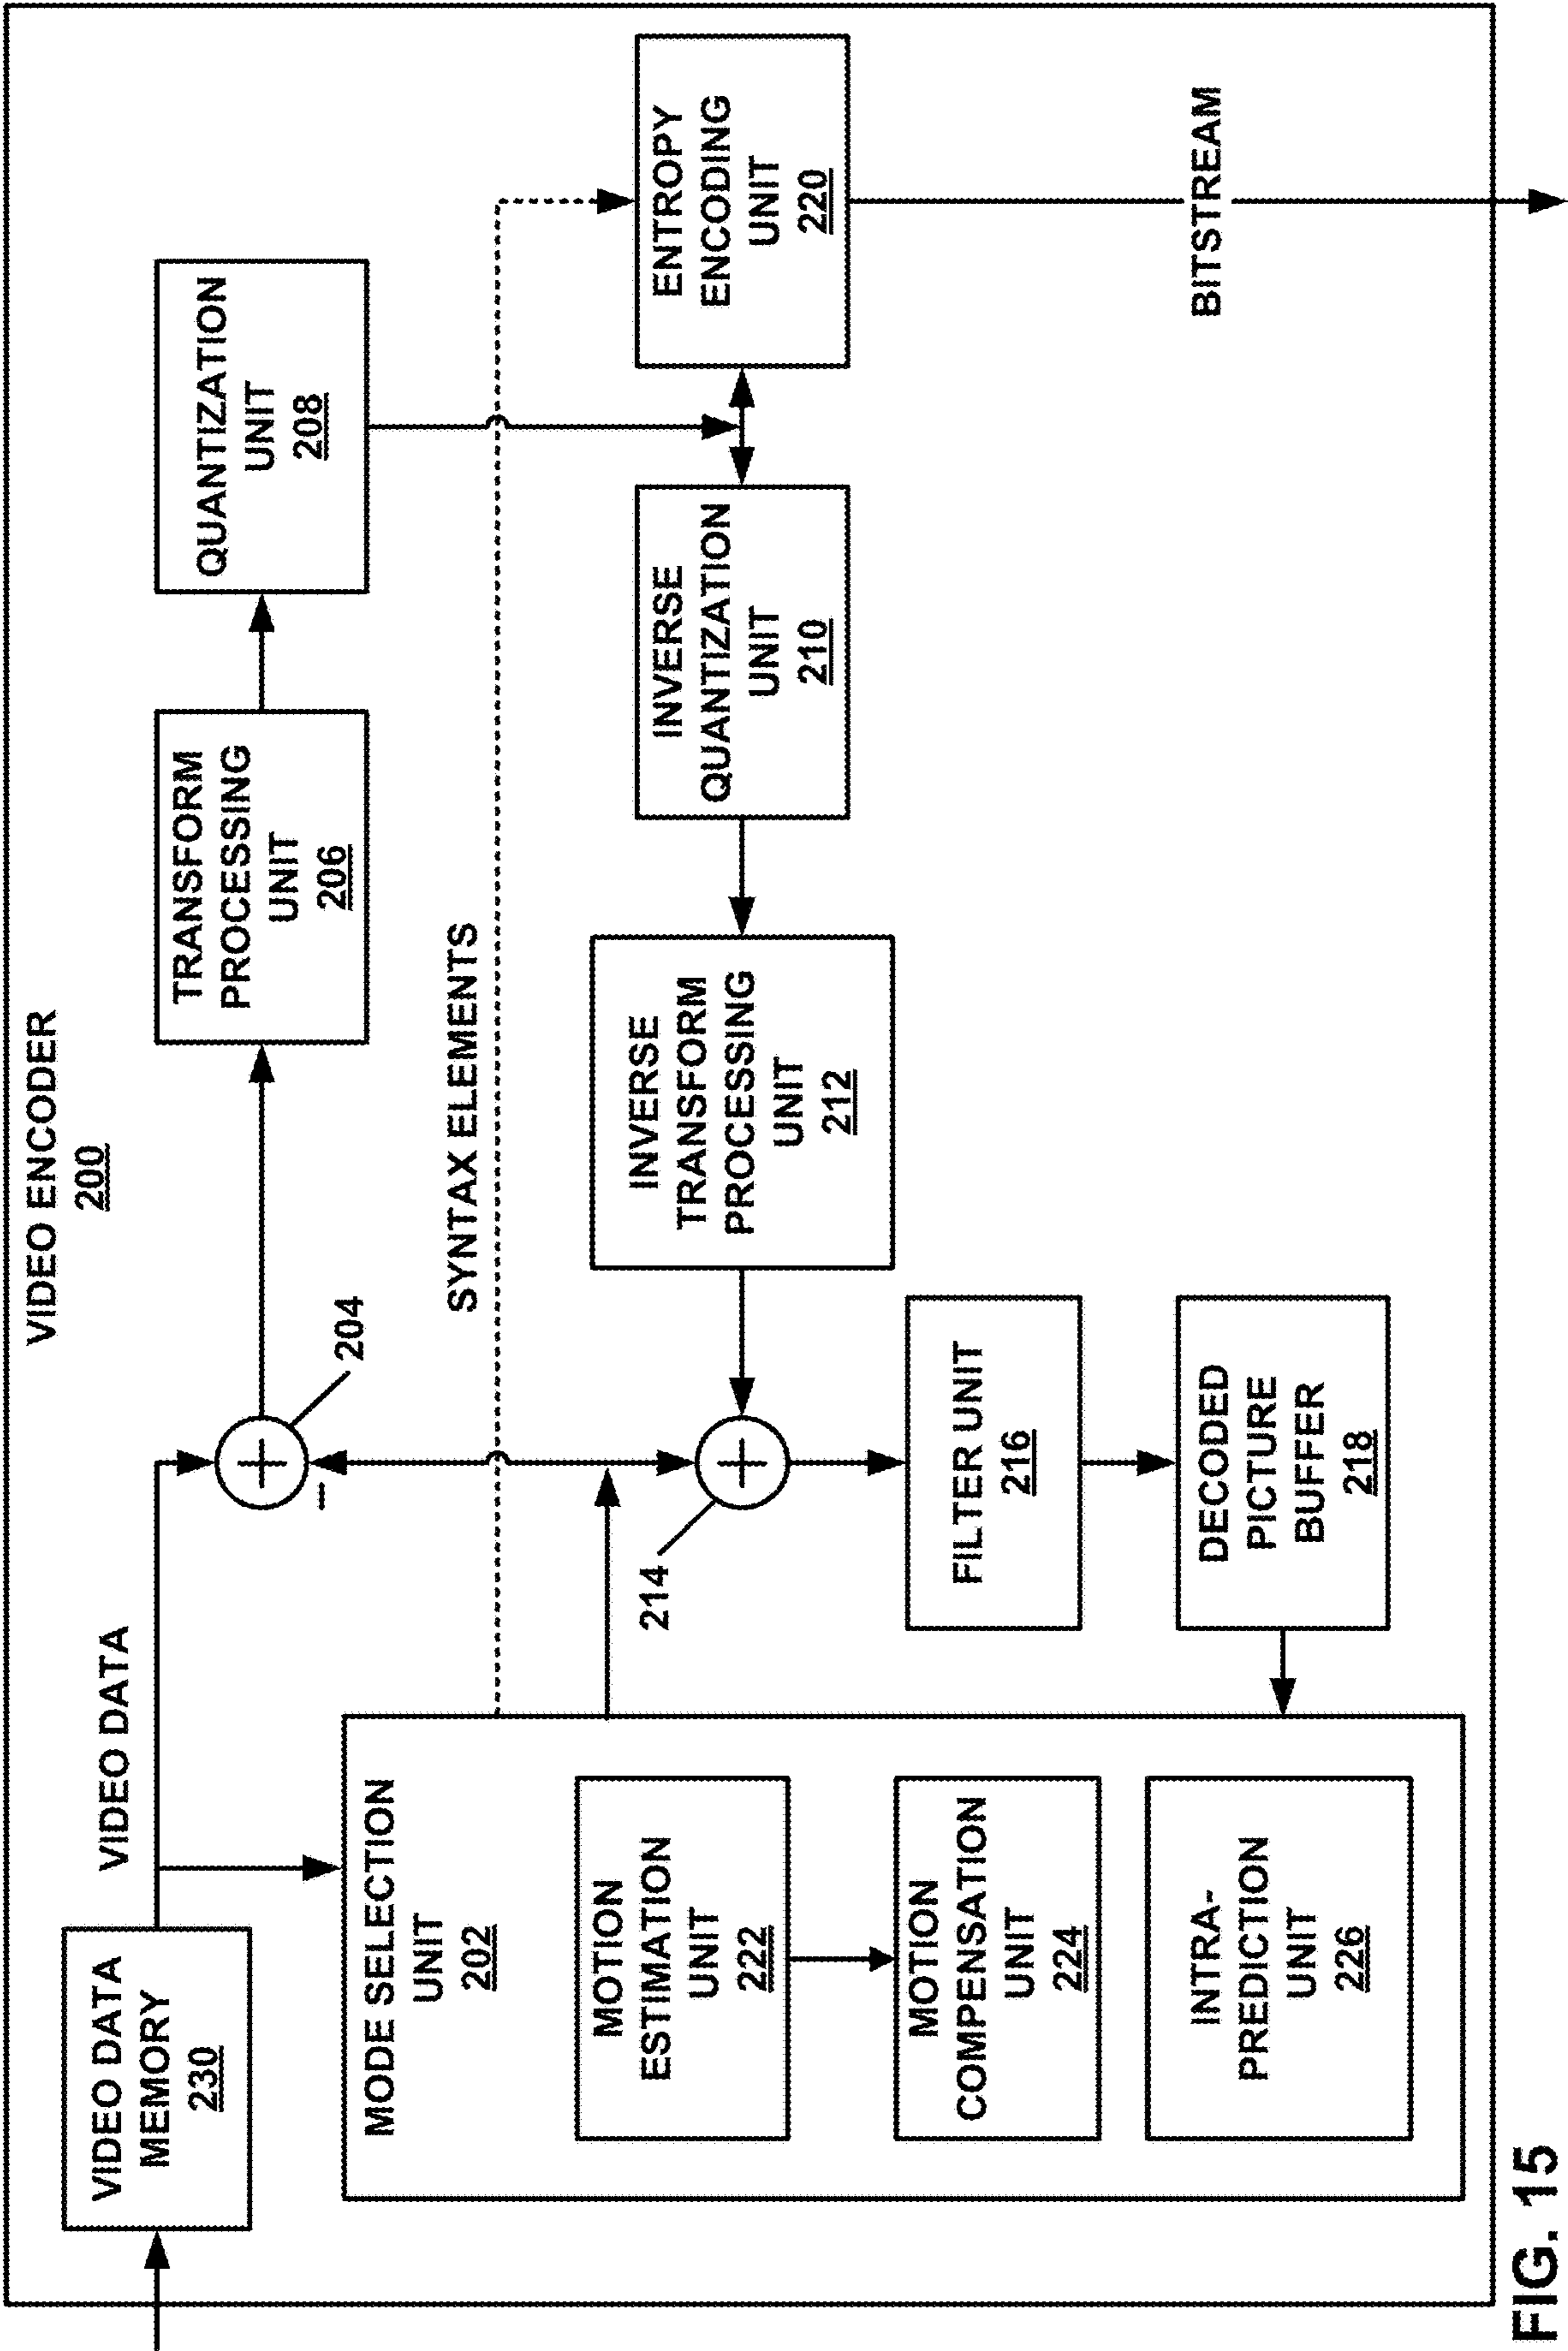 VIDEO ENCODER
200
VIDEO DATA
MEMORY
230
VIDEO DATA
204
TRANSFORM
PROCESSING
UNIT
206
QUANTIZATION
UNIT
208
MODE SELECTION
UNIT
202
SYNTAX ELEMENTS
MOTION
ESTIMATION
UNIT
222
MOTION
COMPENSATION
UNIT
224
INTRA-
PREDICTION
UNIT
226
214
INVERSE
TRANSFORM
PROCESSING
UNIT
212
INVERSE
QUANTIZATION
UNIT
210
ENTROPY
ENCODING
UNIT
220
FILTER UNIT
216
DECODED
PICTURE
BUFFER
218
BITSTREAM
FIG. 15